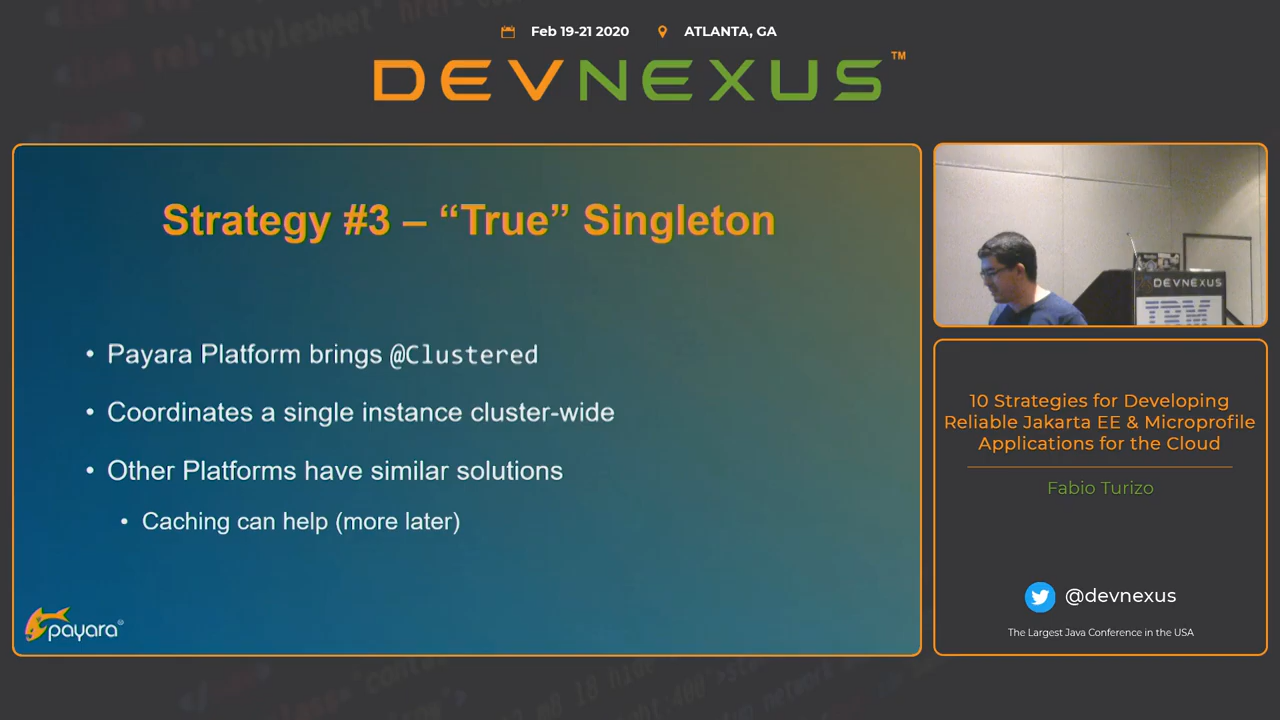 Feb 19-21 2020
ATLANTA, GA
DEVNEXUS™
Strategy #3 – “True” Singleton
• Payara Platform brings @Clustered
• Coordinates a single instance cluster-wide
• Other Platforms have similar solutions
• Caching can help (more later)
payara®
DEVNEXUS
IBM
10 Strategies for Developing
Reliable Jakarta EE & Microprofile
Applications for the Cloud
Fabio Turizo
@devnexus
The Largest Java Conference in the USA